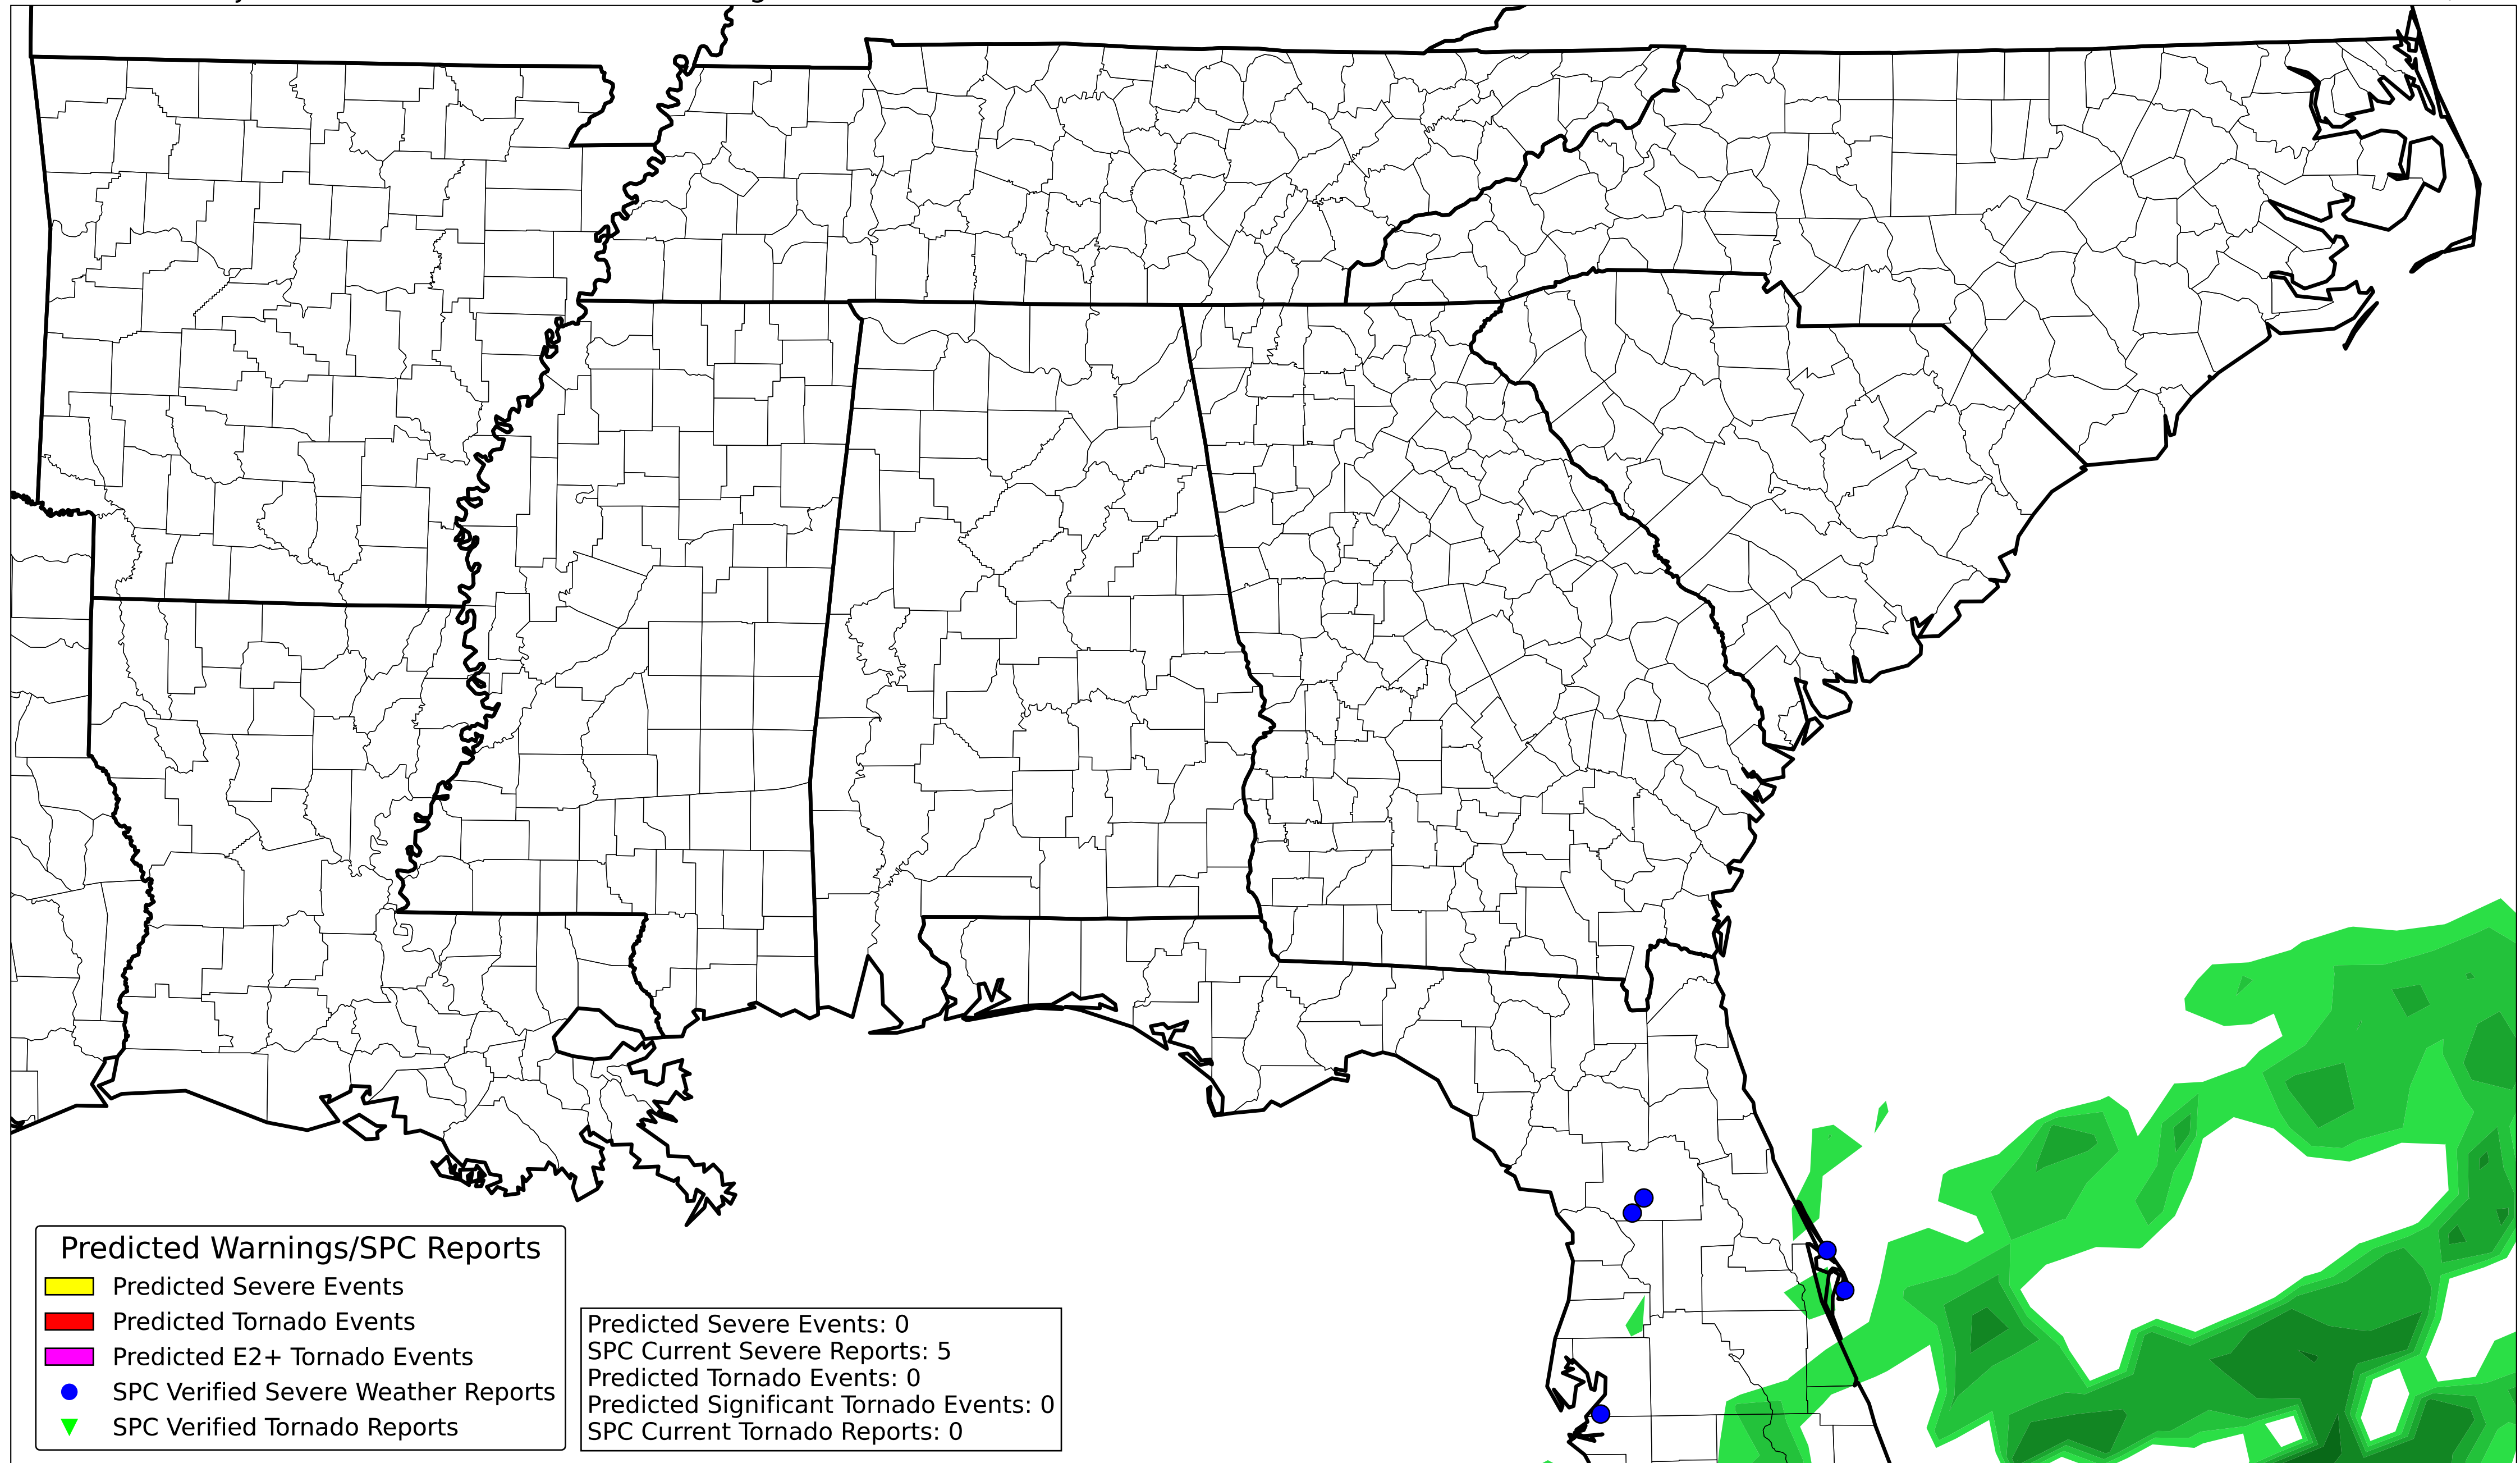 Predicted Warnings/SPC Reports
Predicted Severe Events
Predicted Tornado Events
Predicted E2+ Tornado Events
SPC Verified Severe Weather Reports
SPC Verified Tornado Reports
Predicted Severe Events: 0
SPC Current Severe Reports: 5
Predicted Tornado Events: 0
Predicted Significant Tornado Events: 0
SPC Current Tornado Reports: 0